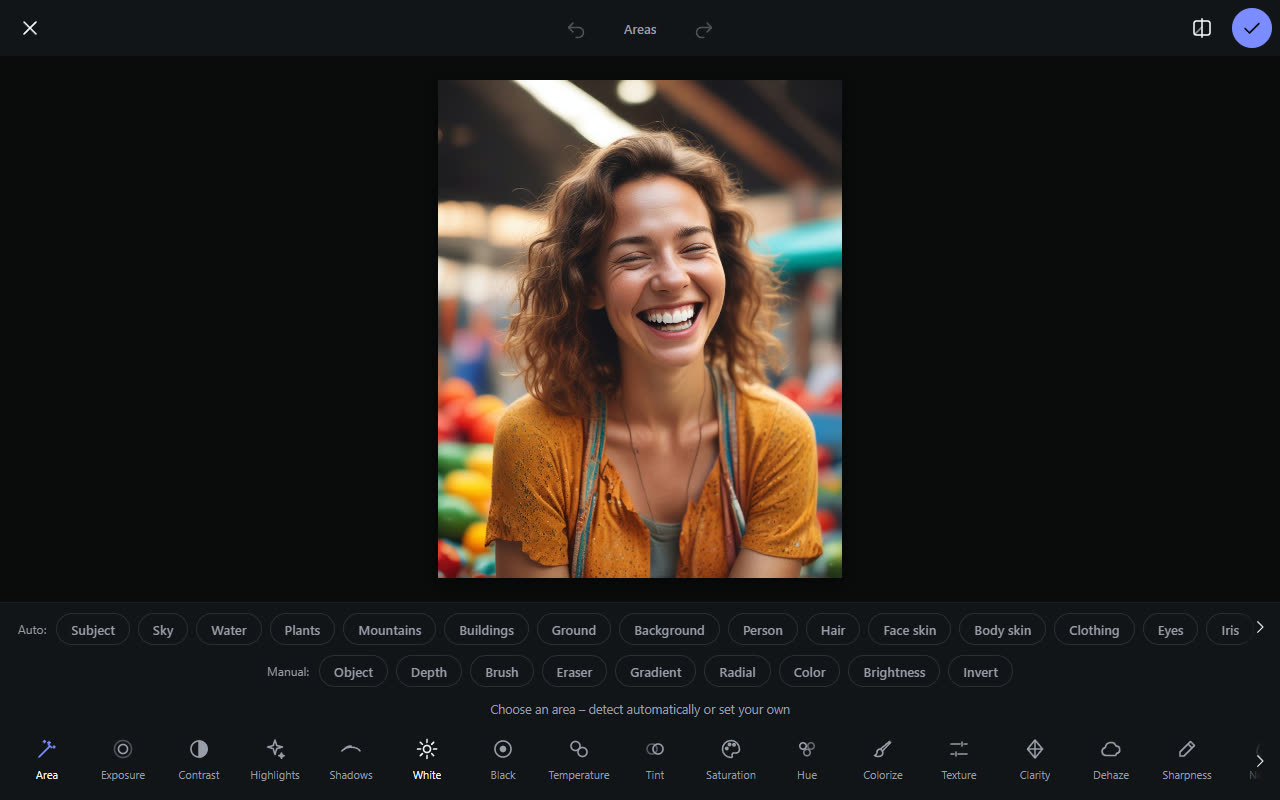 Areas
Auto: Subject Sky Water Plants Mountains Buildings Ground Background Person Hair Face skin Body skin Clothing Eyes Iris
Manual: Object Depth Brush Eraser Gradient Radial Color Brightness Invert
Choose an area – detect automatically or set your own
Area Exposure Contrast Highlights Shadows White Black Temperature Tint Saturation Hue Colorize Texture Clarity Dehaze Sharpness